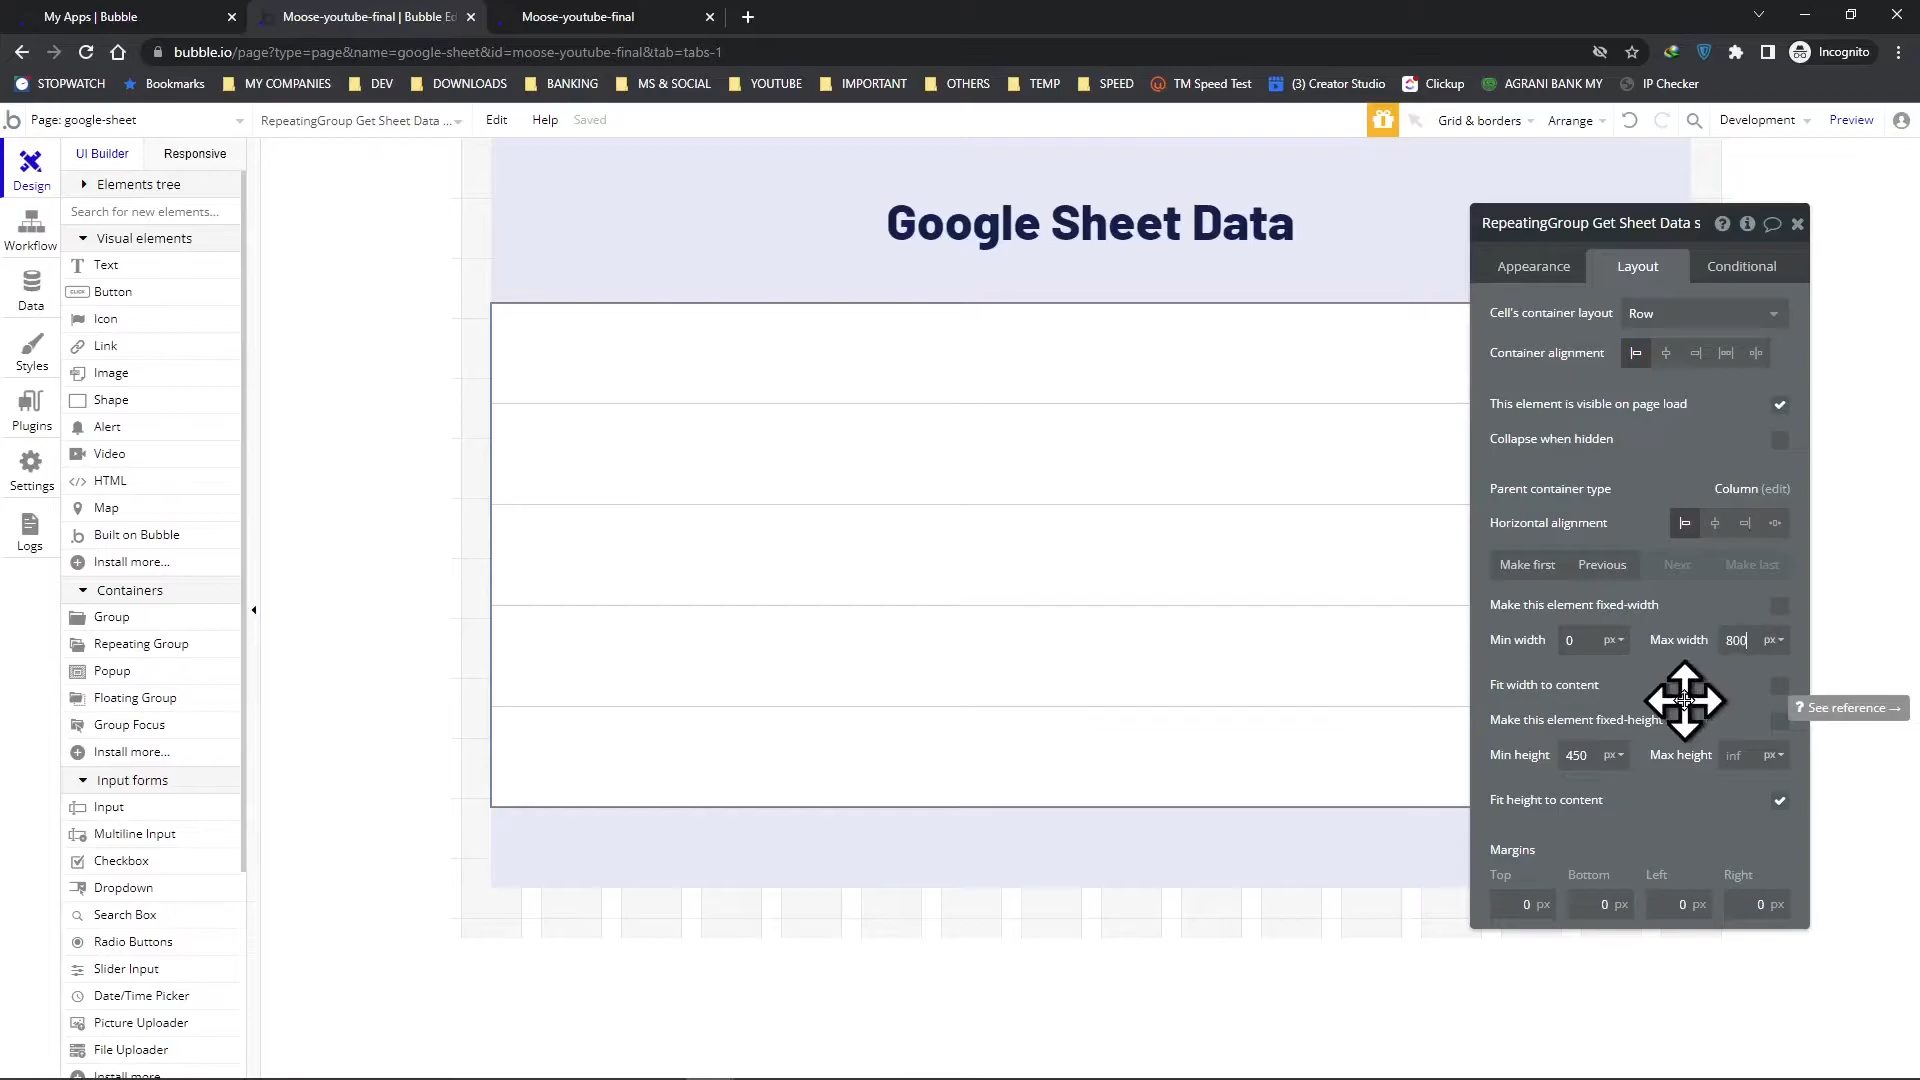 My Apps | Bubble
Moose-youtube-final | Bubble Ed
Moose-youtube-final
bubble.io/page?type=page&name=google-sheet&id=moose-youtube-final&tab=tabs-1
Incognito
STOPWATCH
Bookmarks
MY COMPANIES
DEV
DOWNLOADS
BANKING
MS & SOCIAL
YOUTUBE
IMPORTANT
OTHERS
TEMP
SPEED
TM Speed Test
(3) Creator Studio
Clickup
AGRANI BANK MY
IP Checker
Page: google-sheet
RepeatingGroup Get Sheet Data ...
Edit
Help
Saved
Grid & borders
Arrange
Development
Preview
Design
Workflow
Data
Styles
Plugins
Settings
Logs
UI Builder
Responsive
Elements tree
Search for new elements...
Visual elements
Text
CLICK
Button
Icon
Link
Image
Shape
Alert
Video
HTML
Map
Built on Bubble
Install more...
Containers
Group
Repeating Group
Popup
Floating Group
Group Focus
Install more...
Input forms
Input
Multiline Input
Checkbox
Dropdown
Search Box
Radio Buttons
Slider Input
Date/Time Picker
Picture Uploader
File Uploader
Install more
Google Sheet Data
RepeatingGroup Get Sheet Data s
Appearance
Layout
Conditional
Cell's container layout
Row
Container alignment
This element is visible on page load
Collapse when hidden
Parent container type
Column (edit)
Horizontal alignment
Make first
Previous
Next
Make last
Make this element fixed-width
Min width
0 px
Max width
800 px
Fit width to content
Make this element fixed-height
Min height
450 px
Max height
inf px
Fit height to content
Margins
Top
Bottom
Left
Right
0 px
0 px
0 px
0 px
? See reference →